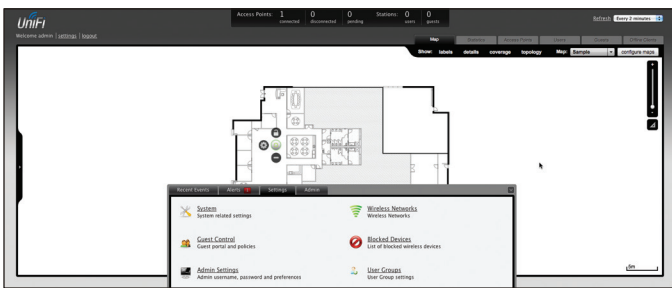 UniFi
Access Points: 1 connected 0 disconnected 0 pending Stations: 0 users 0 guests
Refresh Every 2 minutes
Welcome admin | settings | logout
Map Statistics Access Points Users Guests Offline Clients
Show: labels details coverage topology Map: Sample configure maps
Recent Events Alerts Settings Admin
System
System related settings
Wireless Networks
Wireless Networks
Guest Control
Guest portal and policies
Blocked Devices
List of blocked wireless devices
Admin Settings
Admin username, password and preferences
User Groups
User Group settings